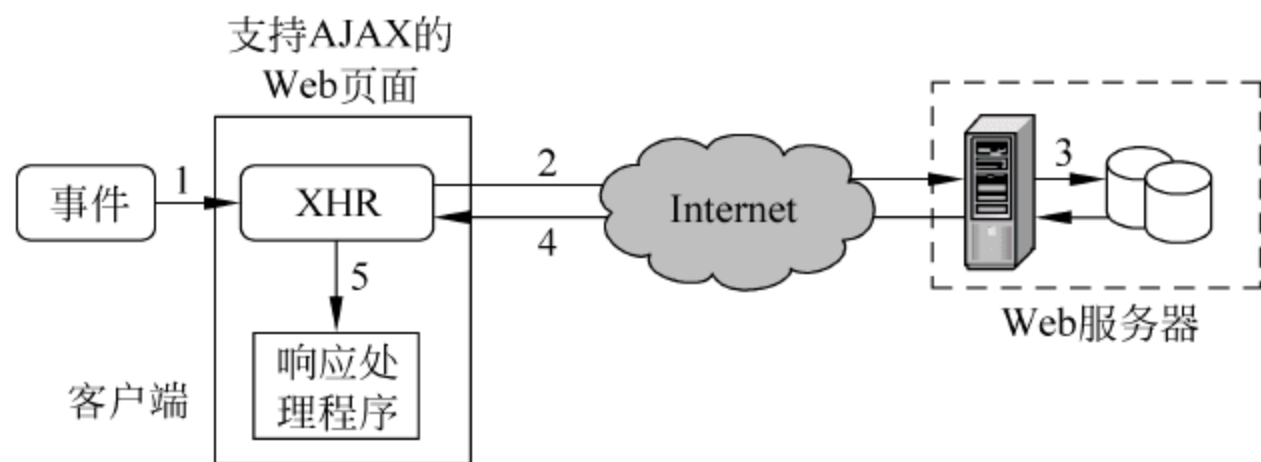 支持AJAX的
Web页面
事件
1
XHR
2
4
Internet
3
5
响应处
理程序
客户端
Web服务器